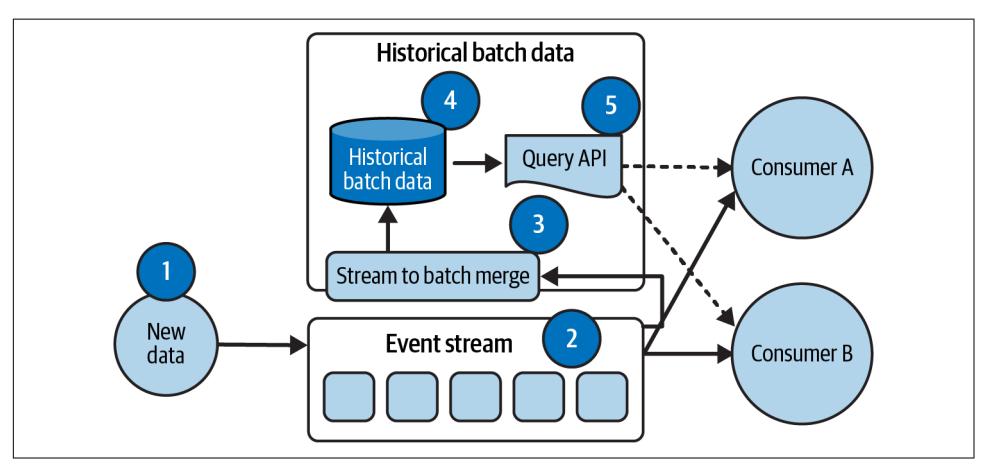 Historical batch data
4
5
Historical
batch data
Query API
Consumer A
3
Stream to batch merge
1
New
data
Event stream
2
Consumer B